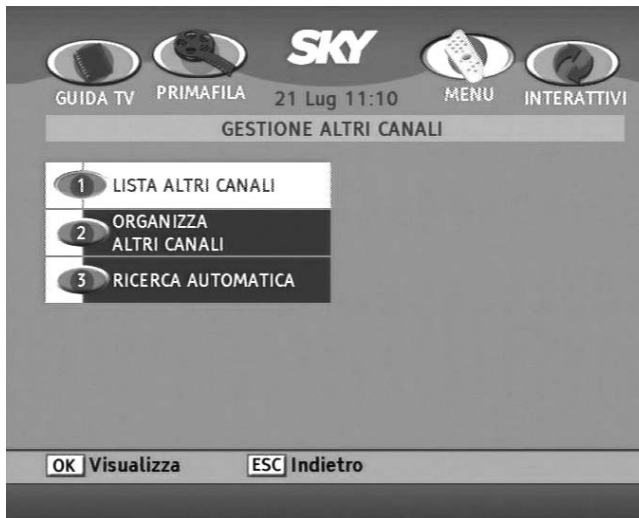 SKY
GUIDA TV PRIMAFILA 21 Lug 11:10 MENU INTERATTIVI
GESTIONE ALTRI CANALI
1 LISTA ALTRI CANALI
2 ORGANIZZA
ALTRI CANALI
3 RICERCA AUTOMATICA
OK Visualizza ESC Indietro